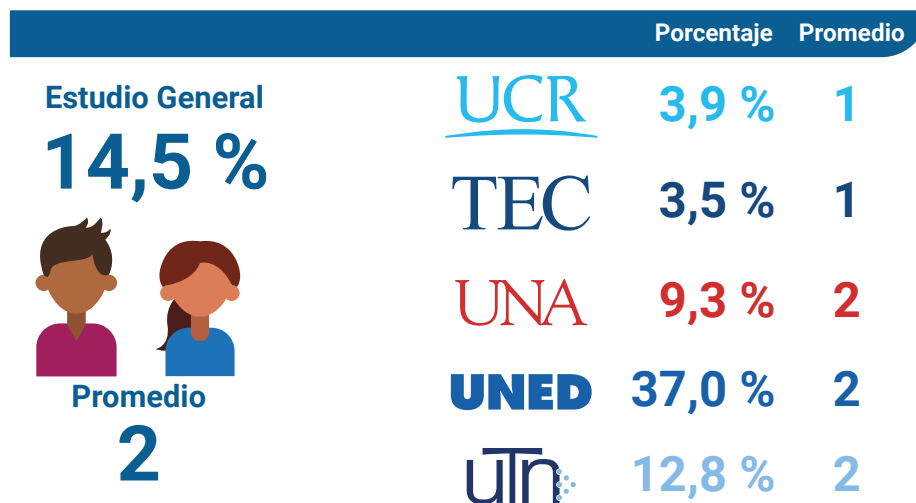 Porcentaje Promedio
Estudio General
14,5 %
Promedio
2
UCR 3,9 % 1
TEC 3,5 % 1
UNA 9,3 % 2
UNED 37,0 % 2
uTn 12,8 % 2